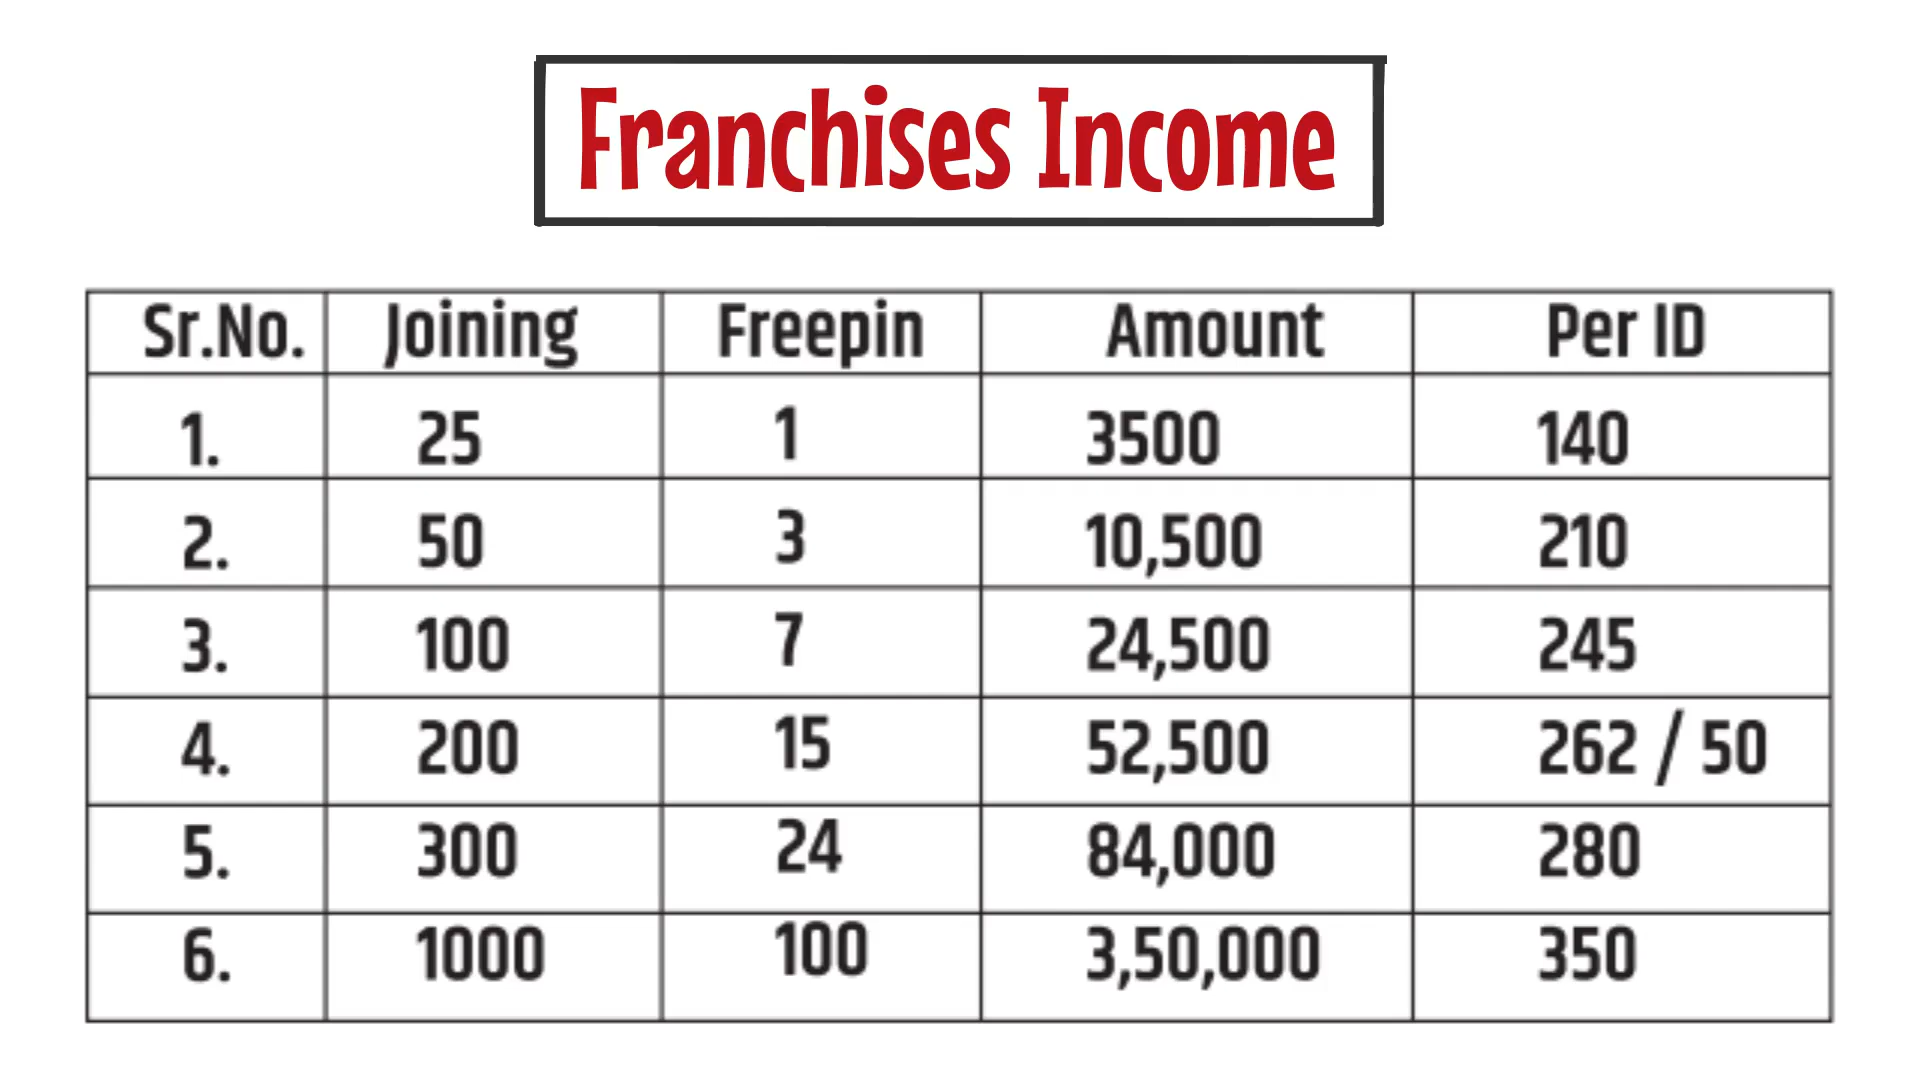 Franchises Income
Sr.No. Joining Freepin Amount Per ID
1. 25 1 3500 140
2. 50 3 10,500 210
3. 100 7 24,500 245
4. 200 15 52,500 262 / 50
5. 300 24 84,000 280
6. 1000 100 3,50,000 350